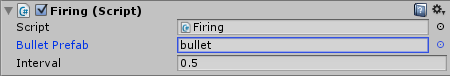 Firing (Script)
Script Firing
Bullet Prefab bullet
Interval 0.5